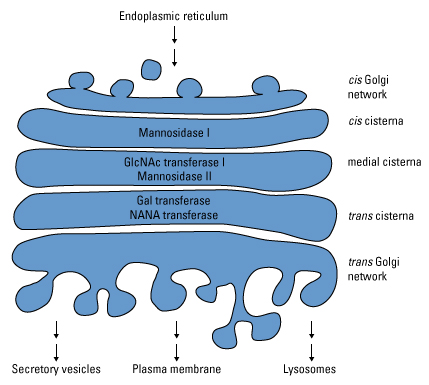 Endoplasmic reticulum
cis Golgi
network
cis cisterna
Mannosidase I
GlcNAc transferase I
Mannosidase II
medial cisterna
Gal transferase
NANA transferase
trans cisterna
trans Golgi
network
Secretory vesicles
Plasma membrane
Lysosomes